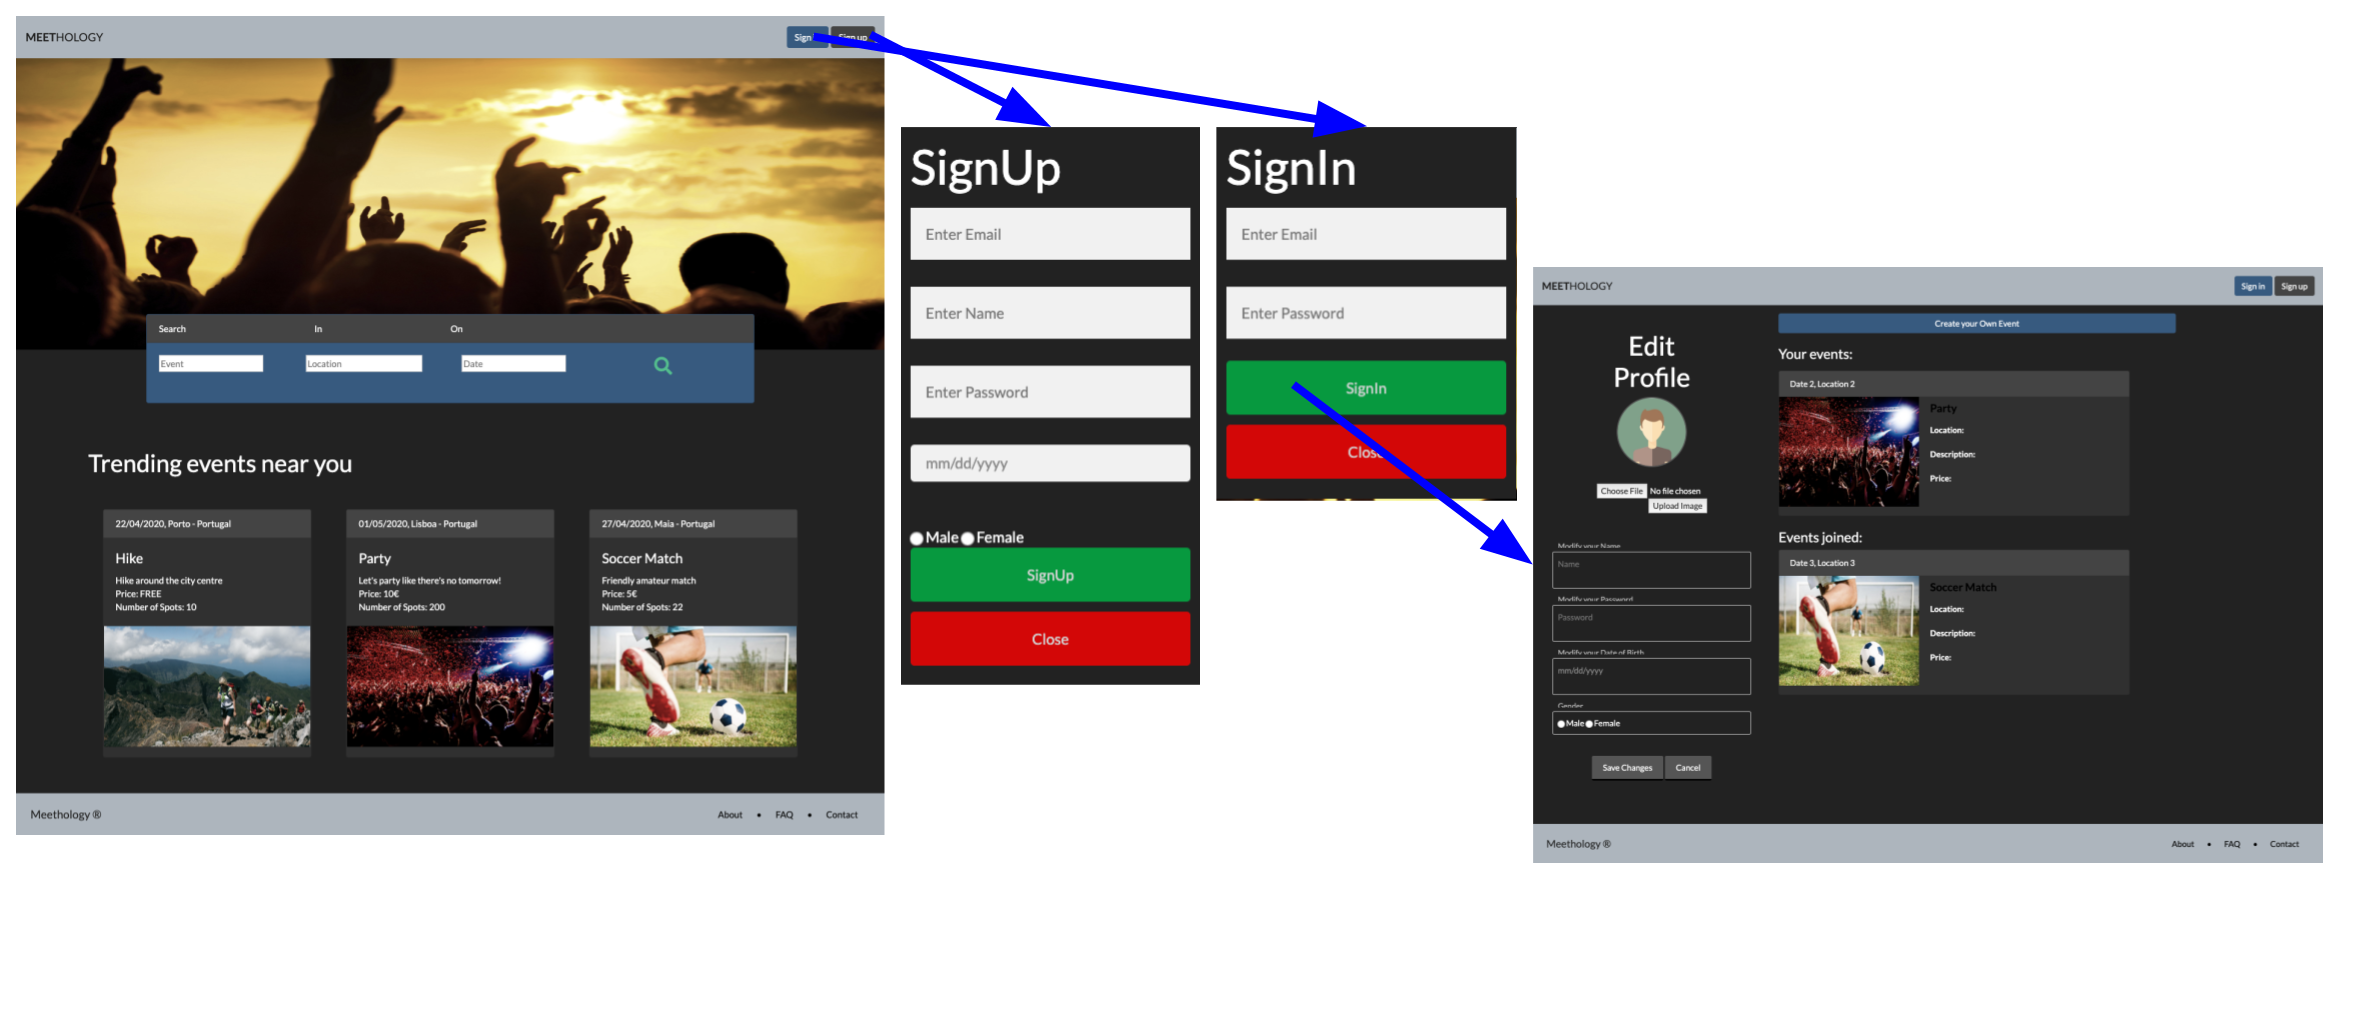 MEETHOLOGY
Sign
Sign up
Search In On
Event Location Date
Trending events near you
22/04/2020, Porto - Portugal
Hike
Hike around the city centre
Price: FREE
Number of Spots: 10
01/05/2020, Lisboa - Portugal
Party
Let's party like there's no tomorrow!
Price: 10€
Number of Spots: 200
27/04/2020, Maia - Portugal
Soccer Match
Friendly amateur match
Price: 5€
Number of Spots: 22
Meethology ®
About • FAQ • Contact
SignUp
Enter Email
Enter Name
Enter Password
mm/dd/yyyy
Male Female
SignUp
Close
SignIn
Enter Email
Enter Password
SignIn
Close
MEETHOLOGY
Sign in Sign up
Edit
Profile
Choose File No file chosen
Upload Image
Modify your Name
Name
Modify your Password
Password
Modify your Date of Birth
mm/dd/yyyy
Gender
Male Female
Save Changes Cancel
Create your Own Event
Your events:
Date 2, Location 2
Party
Location:
Description:
Price:
Events joined:
Date 3, Location 3
Soccer Match
Location:
Description:
Price:
Meethology ®
About • FAQ • Contact